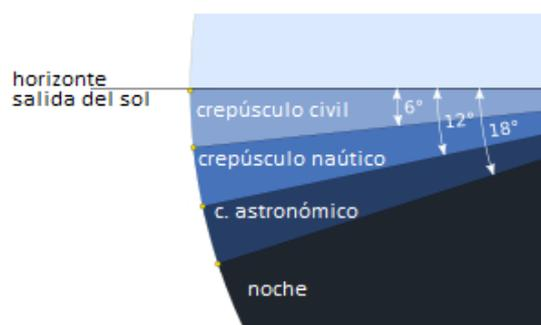 horizonte
salida del sol
crepúsculo civil
6°
12°
18°
crepúsculo naútico
c. astronómico
noche